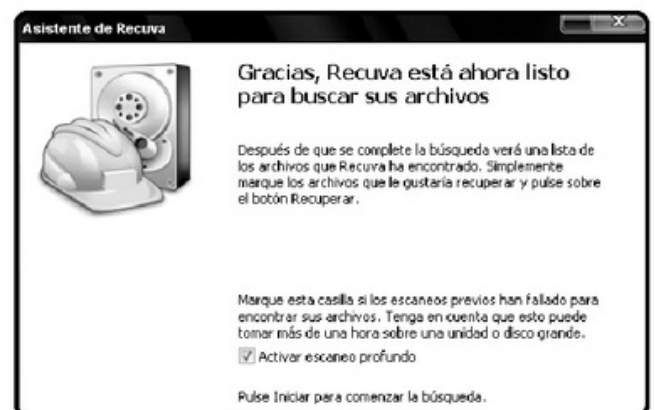 Asistente de Recuva
Gracias, Recuva está ahora listo
para buscar sus archivos
Después de que se complete la búsqueda verá una lista de
los archivos que Recuva ha encontrado. Simplemente
marque los archivos que le gustaría recuperar y pulse sobre
el botón Recuperar.
Marque esta casilla si los escaneos previos han fallado para
encontrar sus archivos. Tenga en cuenta que esto puede
tomar más de una hora sobre una unidad o disco grande.
Activar escaneo profundo
Pulse Iniciar para comenzar la búsqueda.